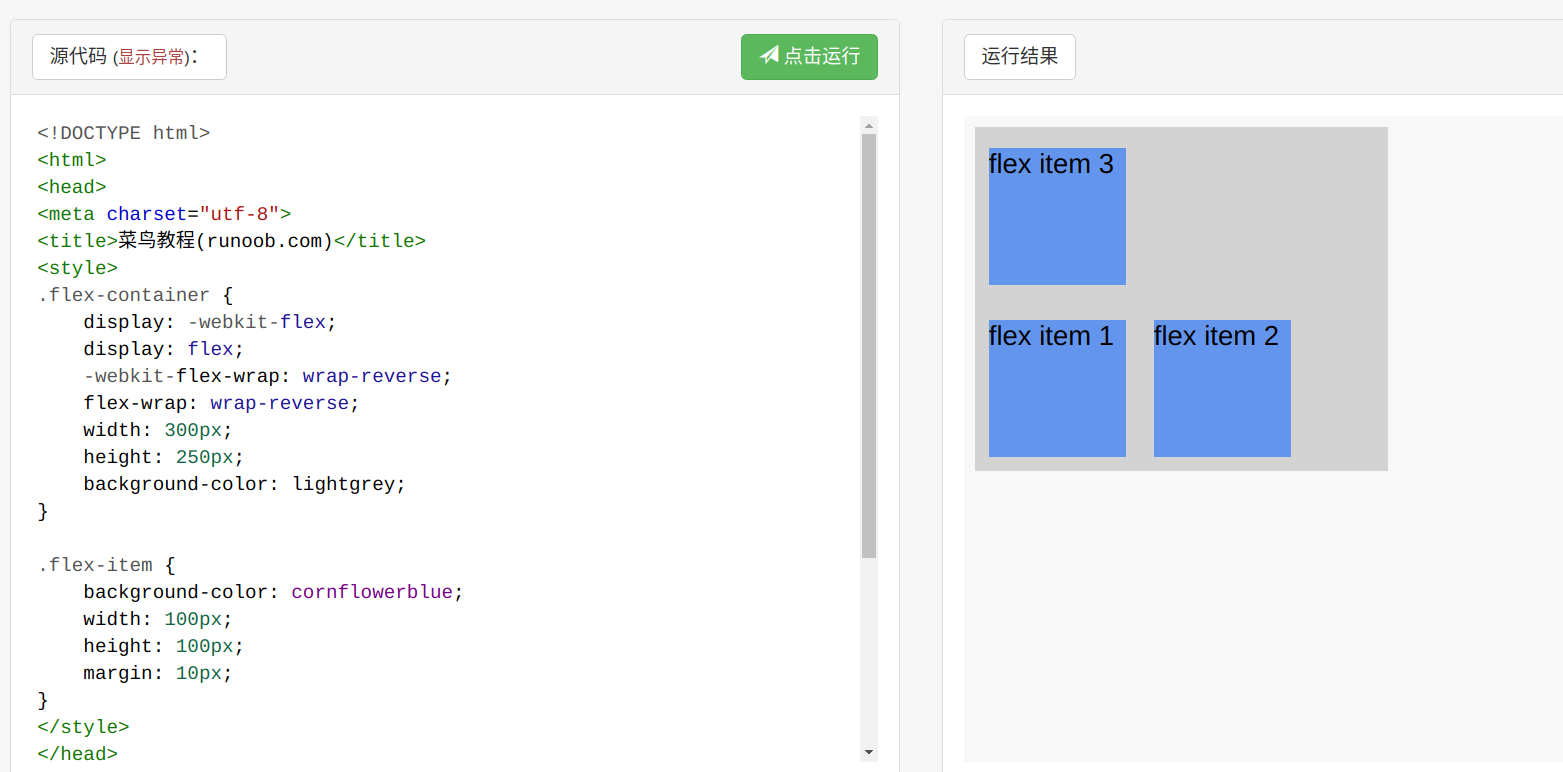 源代码 (显示异常)：
点击运行
<!DOCTYPE html>
<html>
<head>
<meta charset="utf-8">
<title>菜鸟教程(runoob.com)</title>
<style>
.flex-container {
    display: -webkit-flex;
    display: flex;
    -webkit-flex-wrap: wrap-reverse;
    flex-wrap: wrap-reverse;
    width: 300px;
    height: 250px;
    background-color: lightgrey;
}
.flex-item {
    background-color: cornflowerblue;
    width: 100px;
    height: 100px;
    margin: 10px;
}
</style>
</head>
运行结果
flex item 3
flex item 1
flex item 2